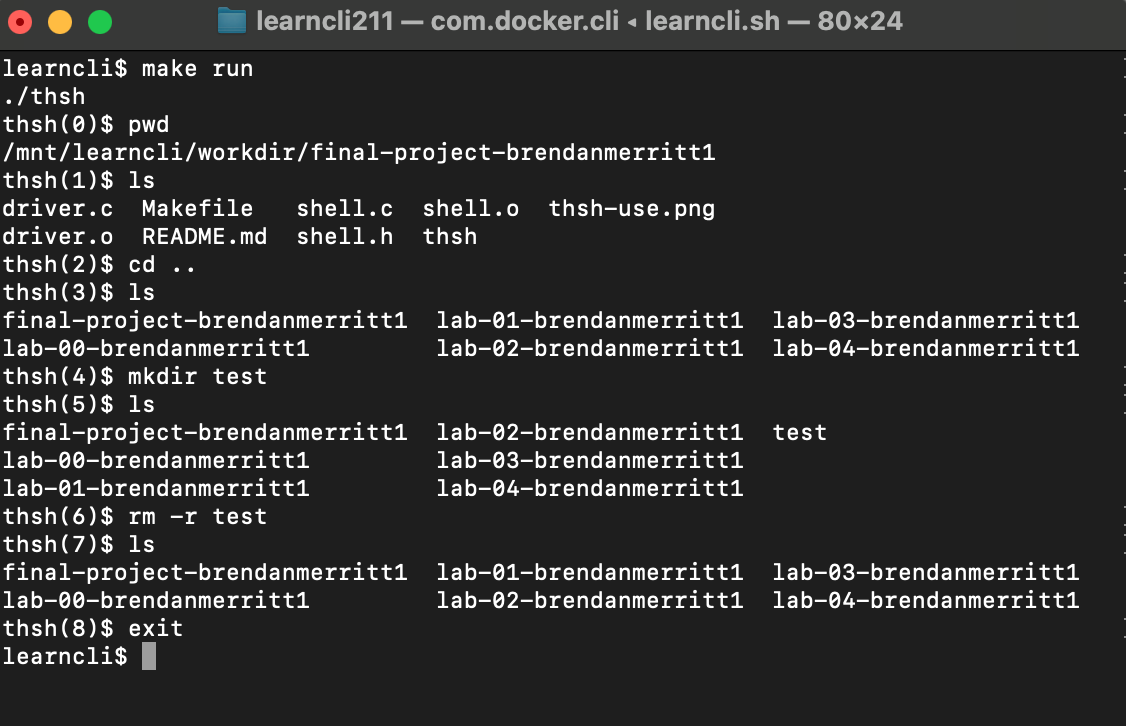 learncli211 — com.docker.cli ◂ learncli.sh — 80×24
learncli$ make run
./thsh
thsh(0)$ pwd
/mnt/learncli/workdir/final-project-brendanmerritt1
thsh(1)$ ls
driver.c  Makefile   shell.c  shell.o  thsh-use.png
driver.o  README.md  shell.h  thsh
thsh(2)$ cd ..
thsh(3)$ ls
final-project-brendanmerritt1  lab-01-brendanmerritt1  lab-03-brendanmerritt1
lab-00-brendanmerritt1         lab-02-brendanmerritt1  lab-04-brendanmerritt1
thsh(4)$ mkdir test
thsh(5)$ ls
final-project-brendanmerritt1  lab-02-brendanmerritt1  test
lab-00-brendanmerritt1         lab-03-brendanmerritt1
lab-01-brendanmerritt1         lab-04-brendanmerritt1
thsh(6)$ rm -r test
thsh(7)$ ls
final-project-brendanmerritt1  lab-01-brendanmerritt1  lab-03-brendanmerritt1
lab-00-brendanmerritt1         lab-02-brendanmerritt1  lab-04-brendanmerritt1
thsh(8)$ exit
learncli$